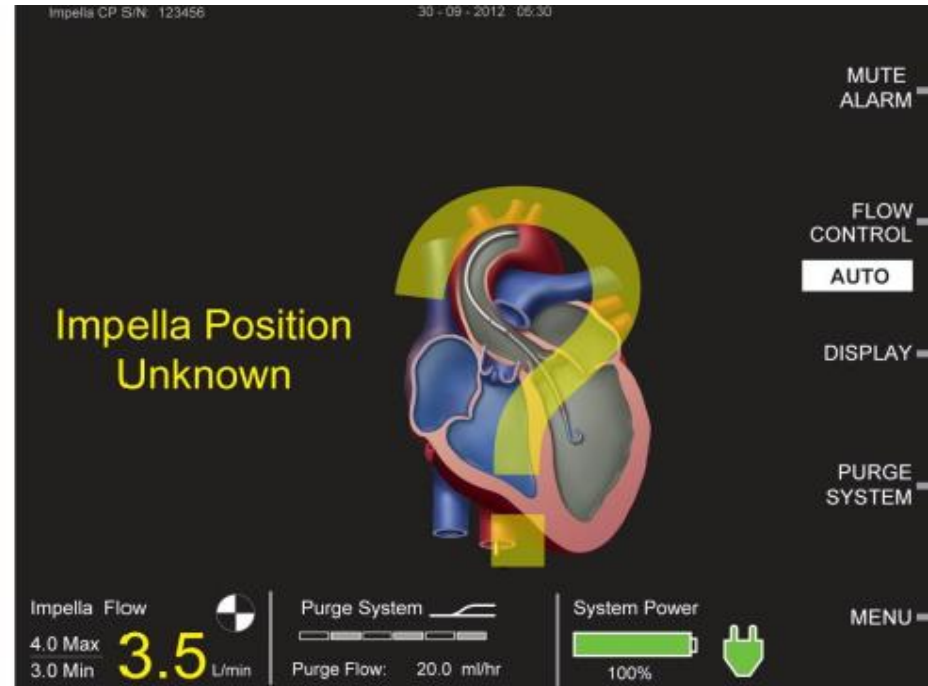 Impella CP S/N: 123456
30 - 09 - 2012 05:30
MUTE
ALARM
FLOW
CONTROL
AUTO
Impella Position
Unknown
DISPLAY
PURGE
SYSTEM
MENU
Impella Flow
4.0 Max
3.0 Min
3.5 L/min
Purge System
Purge Flow: 20.0 ml/hr
System Power
100%